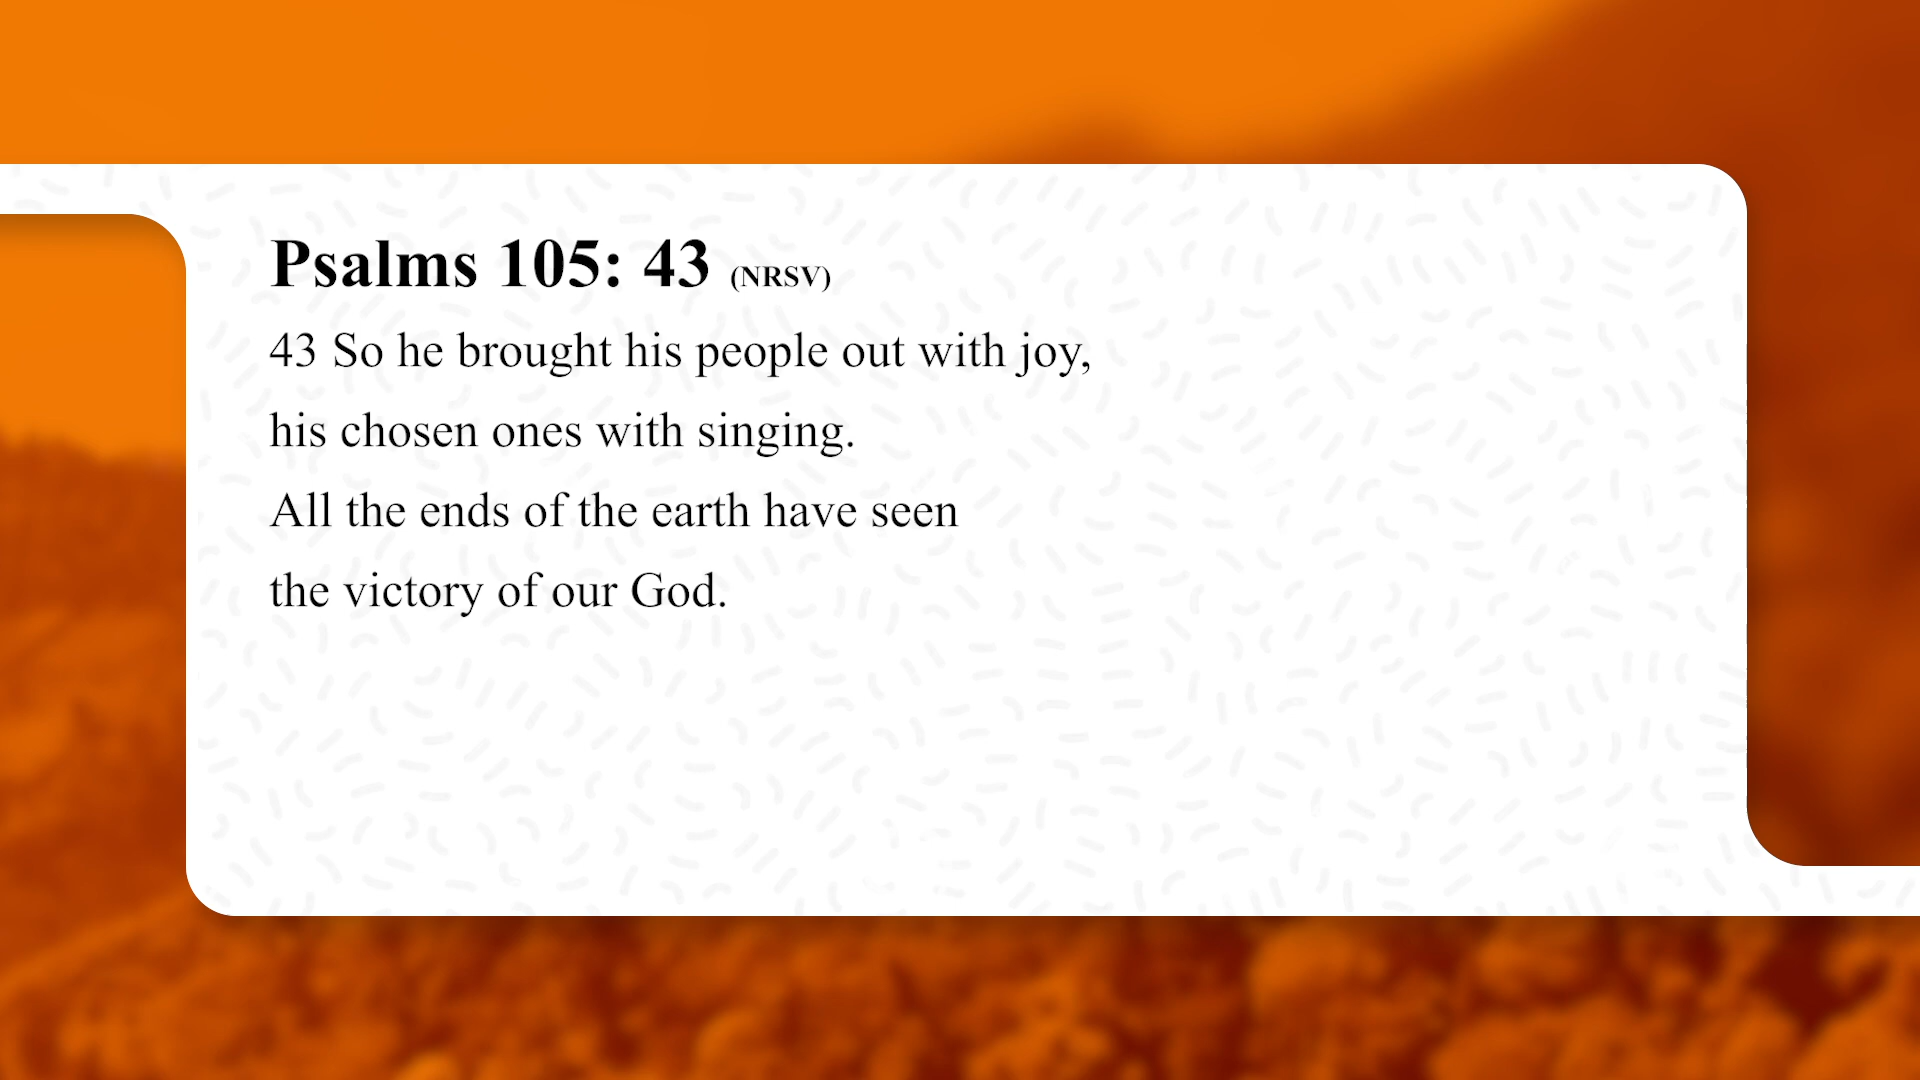 Psalms 105: 43 (NRSV)
43 So he brought his people out with joy,
his chosen ones with singing.
All the ends of the earth have seen
the victory of our God.